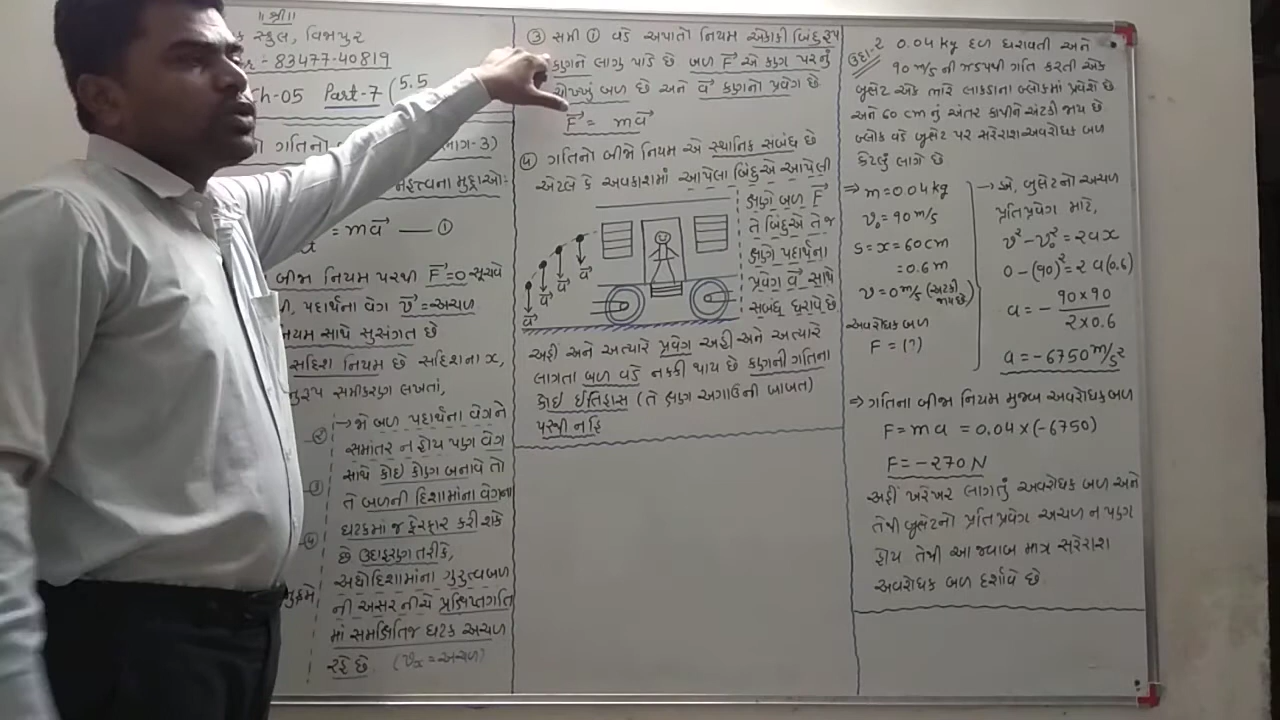 ॥ શ્રી ॥
સ્કુલ, વિજાપુર
83477-40819
Ch-05 Part-7 (5.5
ગતિનો
ભાગ-3)
મહત્વના મુદ્દાઓ:-
= ma⃗ —— ①
બીજા નિયમ પરથી F⃗=0 સૂચવે
પદાર્થના વેગ v⃗ =અચળ
નિયમ સાથે સુસંગત છે
સદિશ નિયમ છે સદિશના x,
સમીકરણ લખતાં,
→ જો બળ પદાર્થના વેગને
—② સમાંતર ન હોય પણ વેગ
સાથે કોઇ કોણ બનાવે તો
—③ તે બળની દિશામાંના વેગના
ઘટકમાં જ ફેરફાર કરી શકે
—④ છે ઉદાહરણ તરીકે,
અધોદિશામાંના ગુરુત્વબળ
ની અસર નીચે પ્રક્ષિપ્તગતિ
માં સમક્ષિતિજ ઘટક અચળ
રહે છે. (vx = અચળ)
③ સમી ① વડે અપાતો નિયમ એકાકી બિંદુરૂપ
કણને લાગુ પાડે છે બળ F⃗ એ કણ પરનું
ચોખ્ખું બળ છે અને a⃗ કણનો પ્રવેગ છે
F⃗ = ma⃗
④ ગતિનો બીજો નિયમ એ સ્થાનિક સંબંધ છે
એટલે કે અવકાશમાં આપેલા બિંદુએ આપેલી
ક્ષણે બળ F⃗
તે બિંદુએ તે જ
ક્ષણે પદાર્થના
પ્રવેગ a⃗ સાથે
સંબંધ ધરાવે છે
a⃗ a⃗ a⃗ a⃗
અહીં અને અત્યારે પ્રવેગ અહીં અને અત્યારે
લાગતા બળ વડે નક્કી થાય છે કણની ગતિના
કોઇ ઈતિહાસ (તે ક્ષણ અગાઉની બાબત)
પરથી નહિ
ઉદા-2 0.04 kg દળ ધરાવતી અને
90 m/s ની ઝડપથી ગતિ કરતી એક
બૂલેટ એક ભારે લાકડાના બ્લોકમાં પ્રવેશે છે
અને 60 cm નું અંતર કાપીને અટકી જાય છે
બ્લોક વડે બૂલેટ પર સરેરાશ અવરોધક બળ
કેટલું લાગે છે
⇒ m = 0.04 kg
v₀ = 90 m/s
s = x = 60 cm
= 0.6 m
v = 0 m/s (અટકી જાય છે)
અવરોધક બળ
F = (?)
→ એ, બૂલેટનો અચળ
પ્રતિપ્રવેગ માટે,
v² - v₀² = 2ax
0 - (90)² = 2 a(0.6)
a = - 90 × 90 / 2 × 0.6
a = - 6750 m/s²
⇒ ગતિના બીજા નિયમ મુજબ અવરોધક બળ
F = ma = 0.04 × (-6750)
F = -270 N
અહીં ખરેખર લાગતું અવરોધક બળ અને
તેથી બૂલેટનો પ્રતિપ્રવેગ અચળ ન પણ
હોય તેથી આ જવાબ માત્ર સરેરાશ
અવરોધક બળ દર્શાવે છે